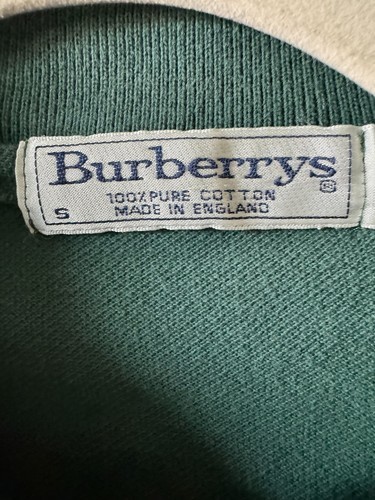 Burberrys®
100% PURE COTTON
S MADE IN ENGLAND